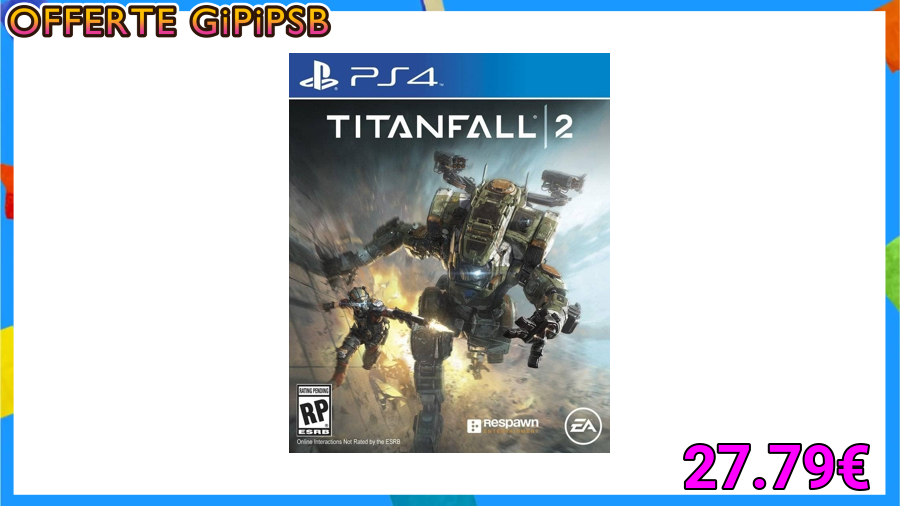 OFFERTE GiPiPSB
PS4
TITANFALL 2
RATING PENDING
RP
ESRB
Online Interactions Not Rated by the ESRB
Respawn
ENTERTAINMENT
EA
27.79€